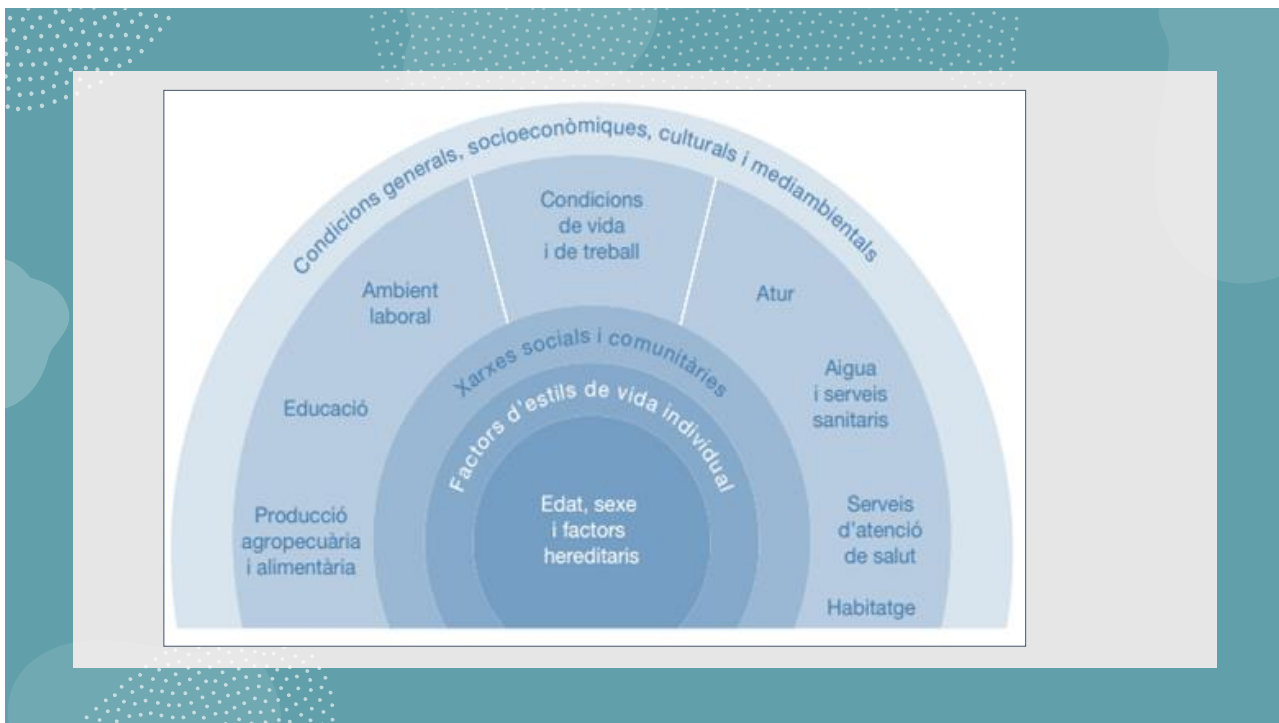 Condicions generals, socioeconòmiques, culturals i mediambientals
Condicions
de vida
i de treball
Ambient
laboral
Atur
Xarxes socials i comunitàries
Aigua
i serveis
sanitaris
Educació
Factors d'estils de vida individual
Edat, sexe
i factors
hereditaris
Producció
agropecuària
i alimentària
Serveis
d'atenció
de salut
Habitatge